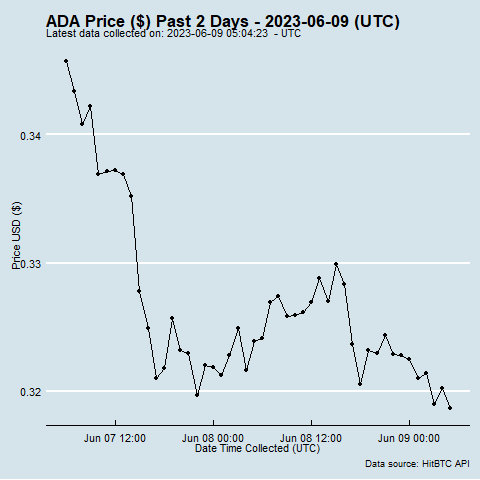 ADA Price ($) Past 2 Days - 2023-06-09 (UTC)
Latest data collected on: 2023-06-09 05:04:23 - UTC
Price USD ($)
0.34
0.33
0.32
Jun 07 12:00 Jun 08 00:00 Jun 08 12:00 Jun 09 00:00
Date Time Collected (UTC)
Data source: HitBTC API